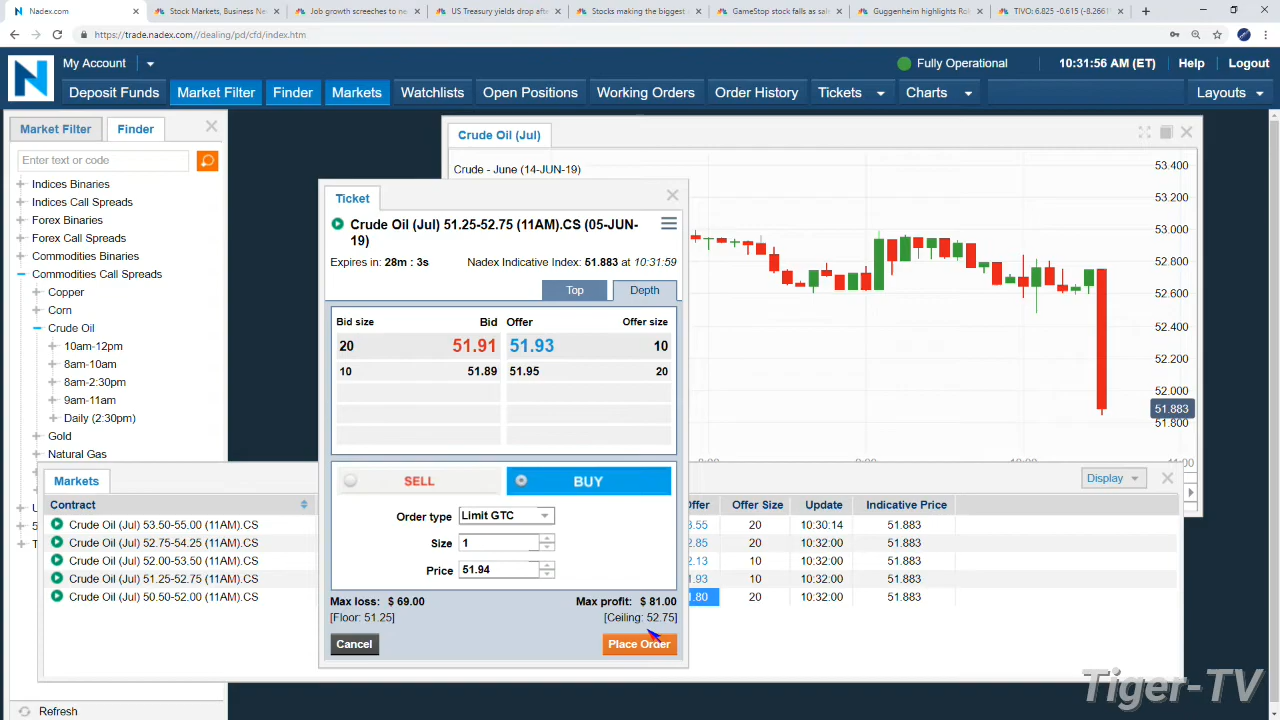 Nadex.com
Stock Markets, Business Ne
Job growth screeches to ne
US Treasury yields drop afte
Stocks making the biggest
GameStop stock falls as sale
Guggenheim highlights Rok
TIVO: 6.825 -0.615 (-8.2661
https://trade.nadex.com//dealing/pd/cfd/index.htm
My Account
Fully Operational
10:31:56 AM (ET)
Help
Logout
Deposit Funds
Market Filter
Finder
Markets
Watchlists
Open Positions
Working Orders
Order History
Tickets
Charts
Layouts
Market Filter
Finder
Enter text or code
Indices Binaries
Indices Call Spreads
Forex Binaries
Forex Call Spreads
Commodities Binaries
Commodities Call Spreads
Copper
Corn
Crude Oil
10am-12pm
8am-10am
8am-2:30pm
9am-11am
Daily (2:30pm)
Gold
Natural Gas
Refresh
Crude Oil (Jul)
Crude - June (14-JUN-19)
53.400
53.200
53.000
52.800
52.600
52.400
52.200
52.000
51.883
51.800
11:00
Ticket
Crude Oil (Jul) 51.25-52.75 (11AM).CS (05-JUN-
19)
Expires in: 28m : 3s
Nadex Indicative Index: 51.883 at 10:31:59
Top
Depth
Bid size Bid Offer Offer size
20 51.91 51.93 10
10 51.89 51.95 20
SELL
BUY
Order type Limit GTC
Size 1
Price 51.94
Max loss: $ 69.00
Max profit: $ 81.00
[Floor: 51.25]
[Ceiling: 52.75]
Cancel
Place Order
Markets
Display
Contract
Offer Size Update Indicative Price
Crude Oil (Jul) 53.50-55.00 (11AM).CS
3.55 20 10:30:14 51.883
Crude Oil (Jul) 52.75-54.25 (11AM).CS
2.85 20 10:32:00 51.883
Crude Oil (Jul) 52.00-53.50 (11AM).CS
2.13 10 10:32:00 51.883
Crude Oil (Jul) 51.25-52.75 (11AM).CS
1.93 10 10:32:00 51.883
Crude Oil (Jul) 50.50-52.00 (11AM).CS
.80 20 10:32:00 51.883
Tiger-TV